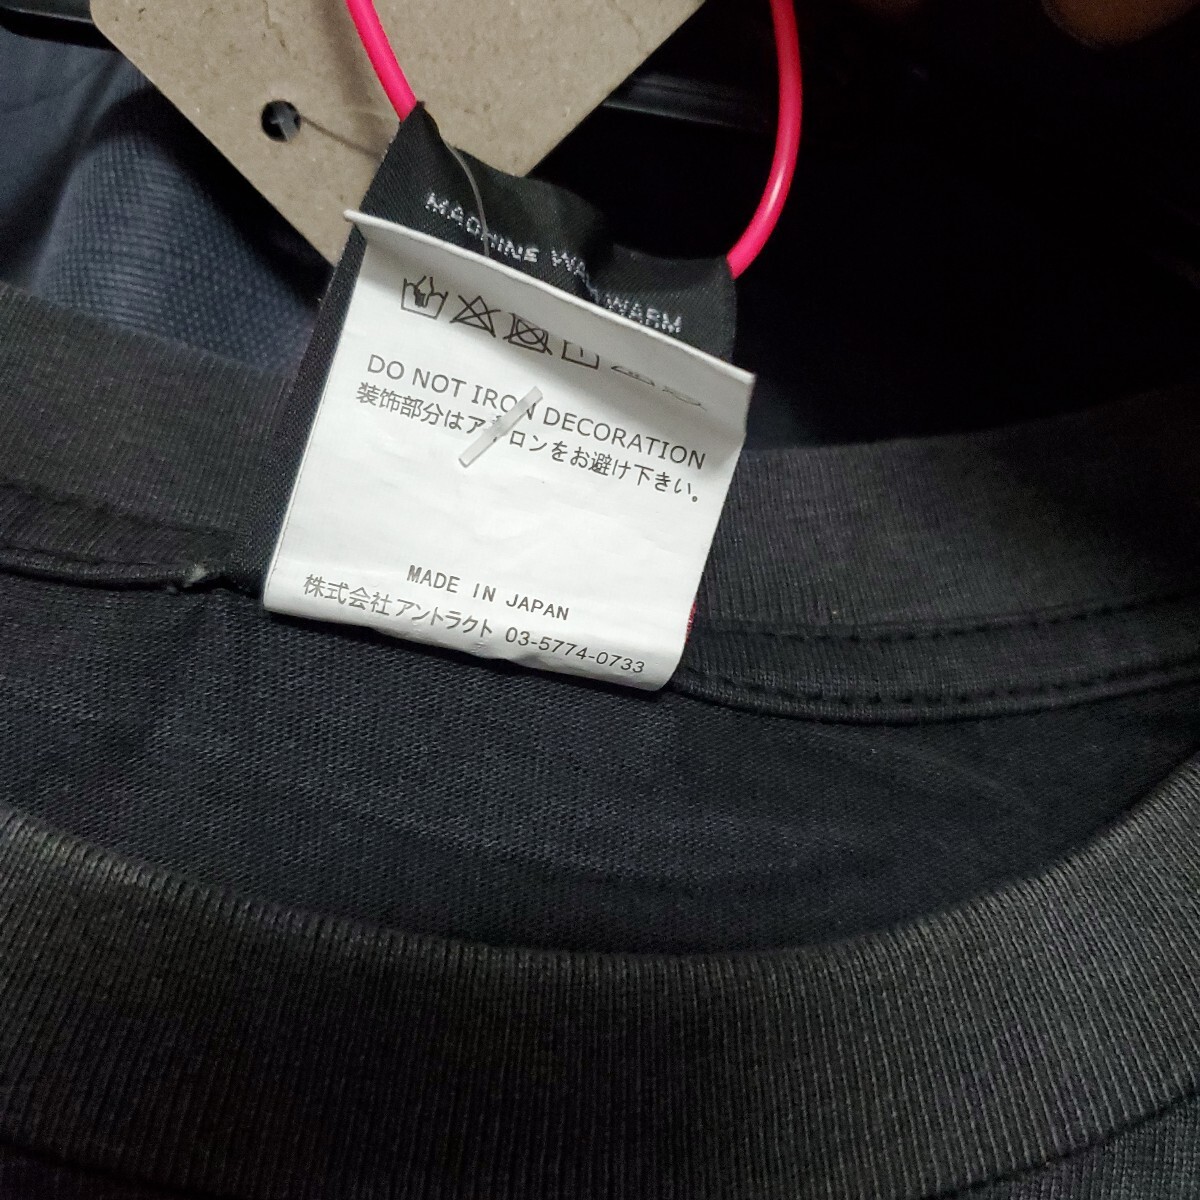 MACHINE WARM
DO NOT IRON DECORATION
装飾部分はアイロンをお避け下さい。
MADE IN JAPAN
株式会社アントラクト 03-5774-0733